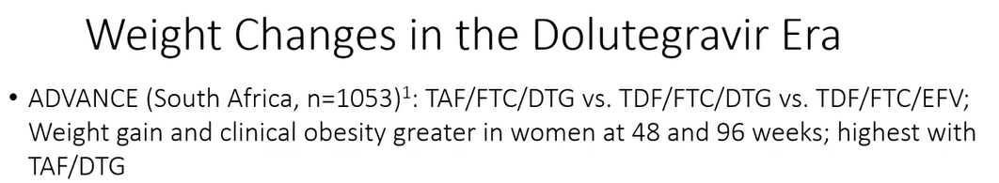 Weight Changes in the Dolutegravir Era
• ADVANCE (South Africa, n=1053)¹: TAF/FTC/DTG vs. TDF/FTC/DTG vs. TDF/FTC/EFV;
Weight gain and clinical obesity greater in women at 48 and 96 weeks; highest with
TAF/DTG